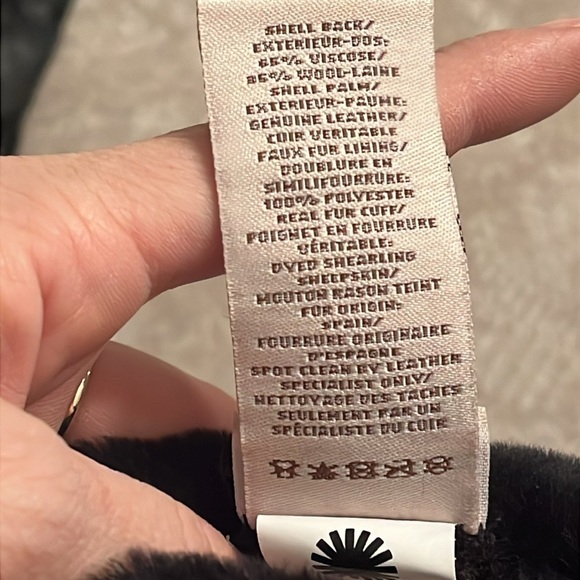 SHELL BACK/
EXTERIEUR-DOS:
65% VISCOSE/
35% WOOL-LAINE
SHELL PALM/
EXTERIEUR-PAUME:
GENUINE LEATHER/
CUIR VERITABLE
FAUX FUR LINING/
DOUBLURE EN
SIMILIFOURRURE:
100% POLYESTER
REAL FUR CUFF/
POIGNET EN FOURRURE
VÉRITABLE:
DYED SHEARLING
SHEEPSKIN/
MOUTON RASON TEINT
FUR ORIGIN:
SPAIN/
FOURRURE ORIGINAIRE
D'ESPAGNE
SPOT CLEAN BY LEATHER
SPECIALIST ONLY/
NETTOYAGE DES TACHES
SEULEMENT PAR UN
SPÉCIALISTE DU CUIR